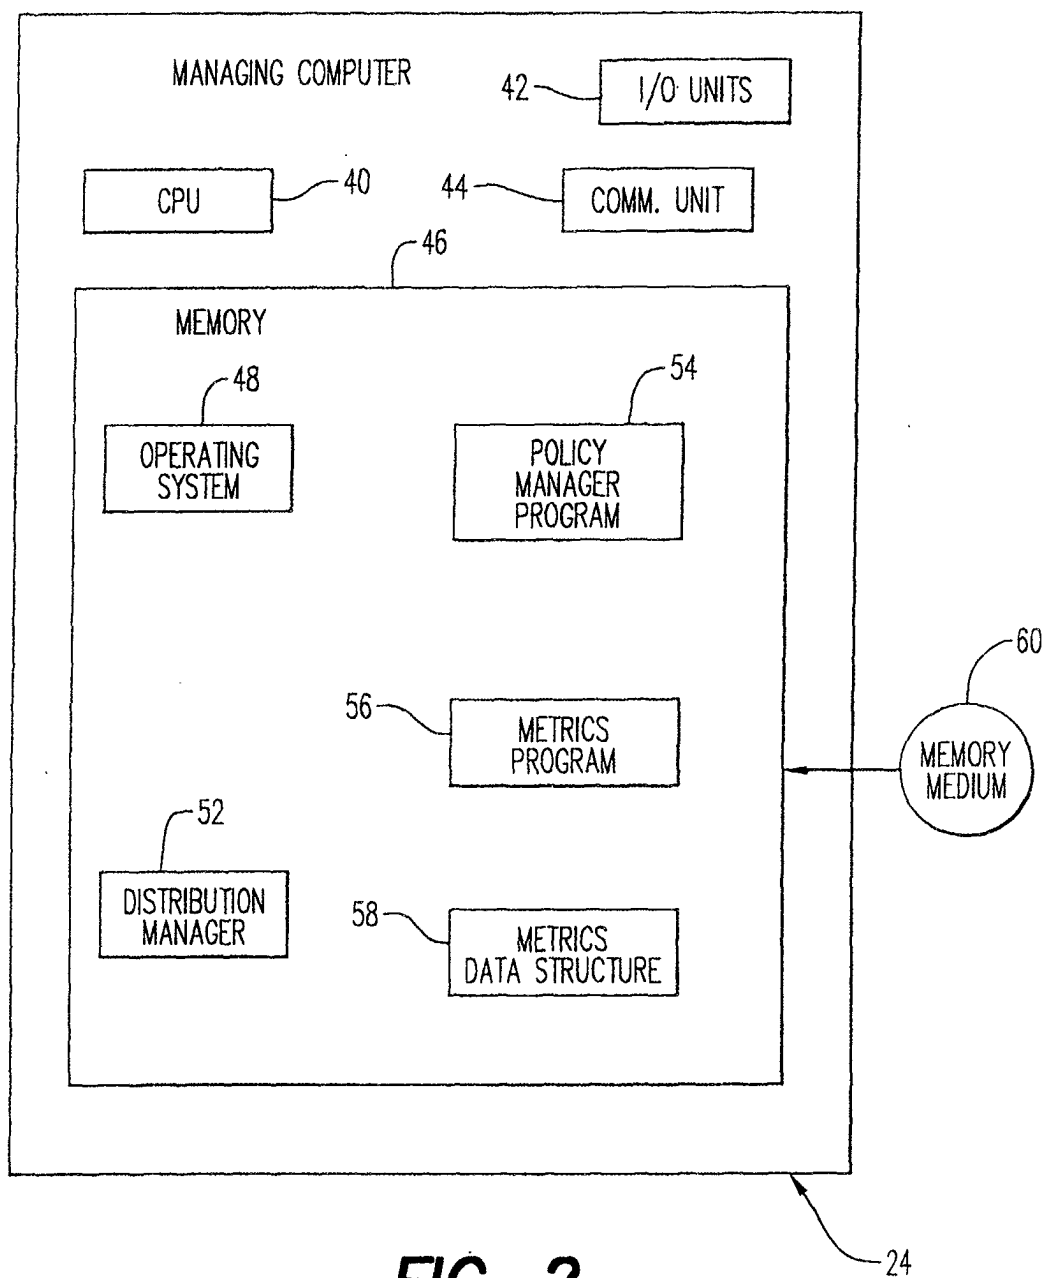 MANAGING COMPUTER
42
I/O UNITS
CPU
40
44
COMM. UNIT
46
MEMORY
48
OPERATING
SYSTEM
54
POLICY
MANAGER
PROGRAM
56
METRICS
PROGRAM
60
MEMORY
MEDIUM
52
DISTRIBUTION
MANAGER
58
METRICS
DATA STRUCTURE
24
FIG. 2